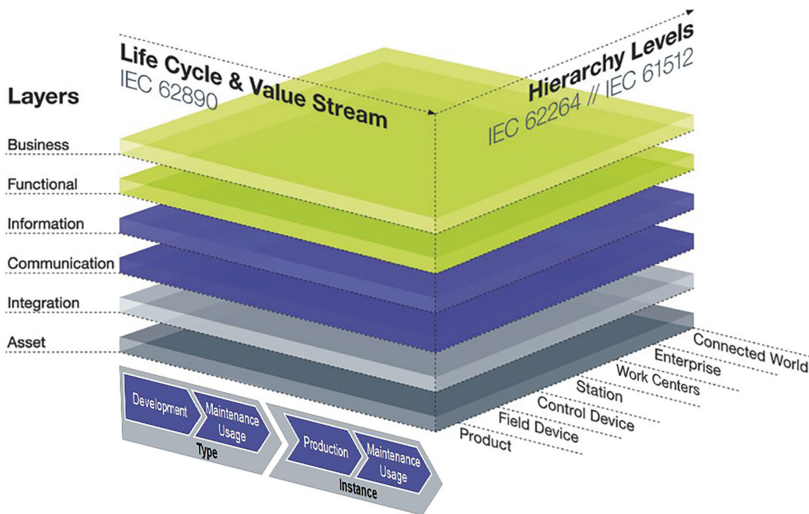 Life Cycle & Value Stream
IEC 62890
Hierarchy Levels
IEC 62264 // IEC 61512
Layers
Business
Functional
Information
Communication
Integration
Asset
Development
Maintenance
Usage
Type
Production
Maintenance
Usage
Instance
Product
Field Device
Control Device
Station
Work Centers
Enterprise
Connected World